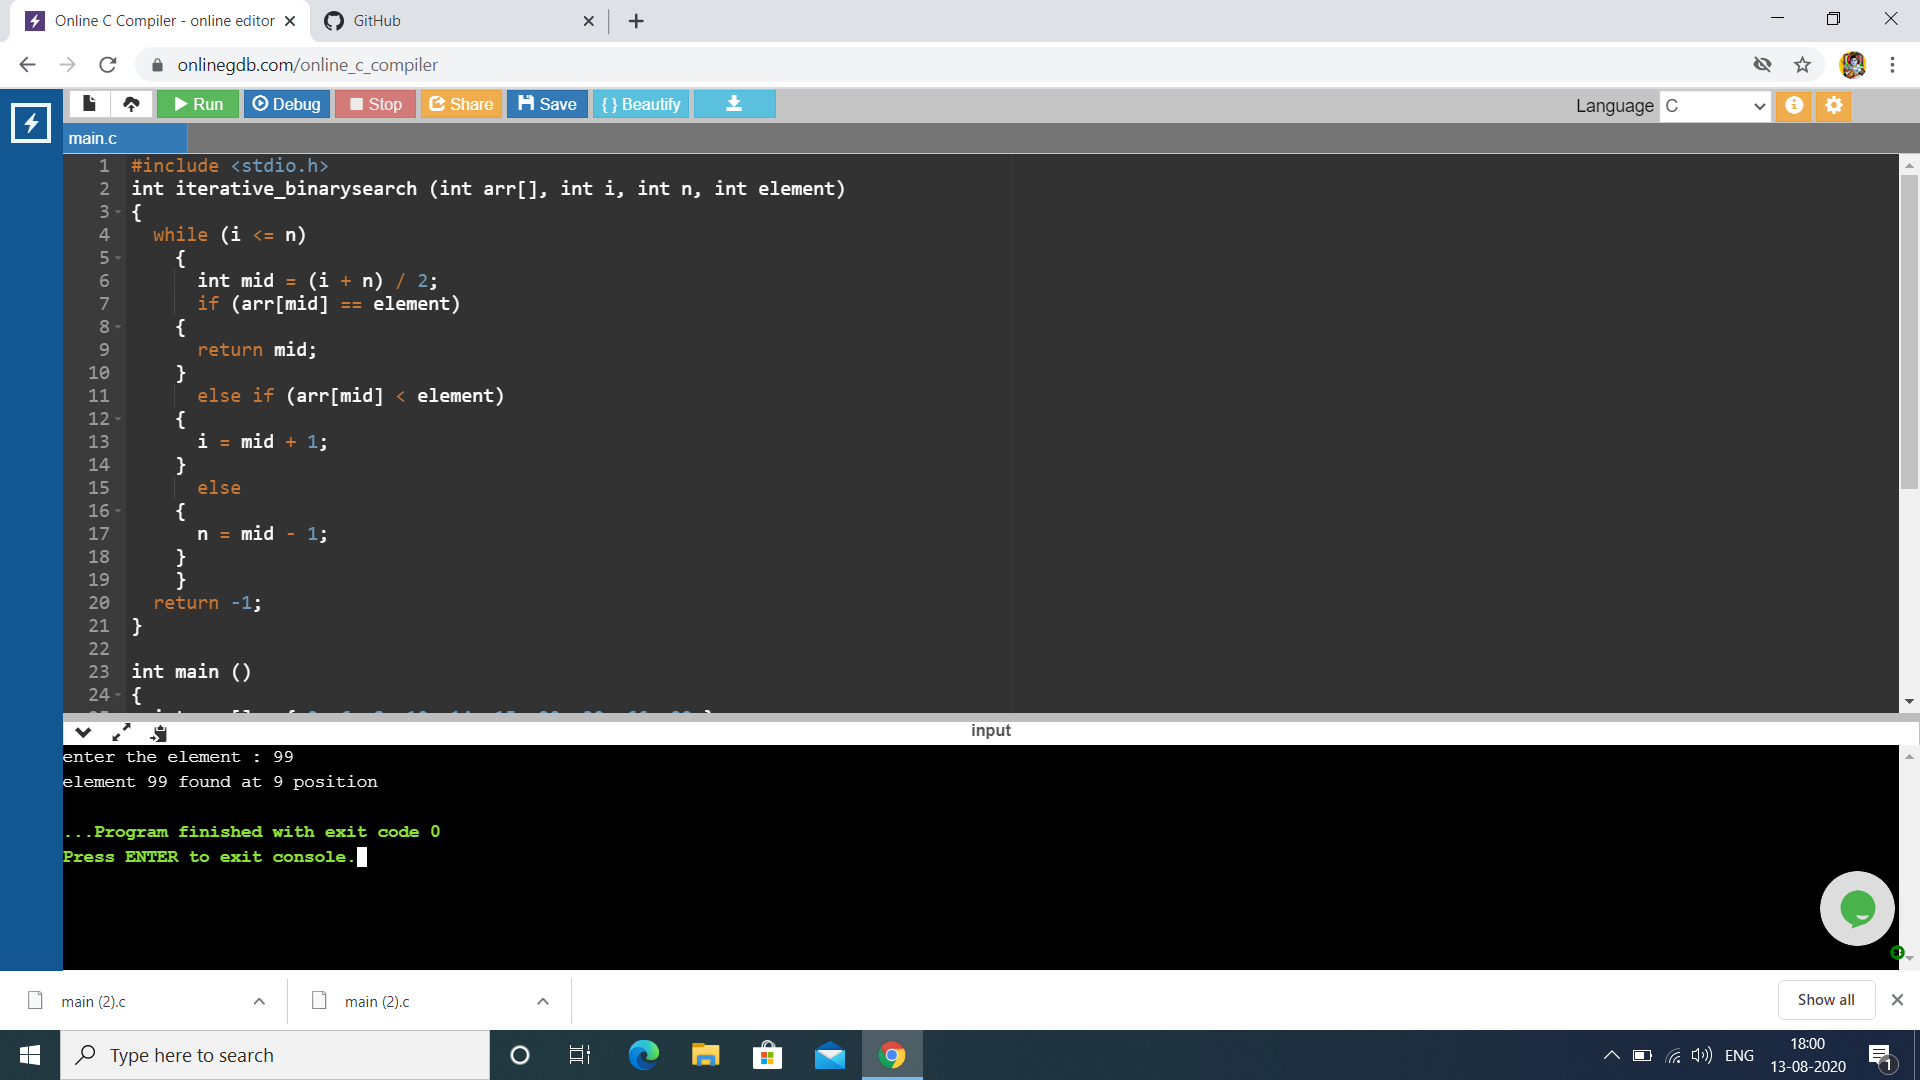 Online C Compiler - online editor
GitHub
onlinegdb.com/online_c_compiler
Run Debug Stop Share Save { } Beautify
Language C
main.c
1 #include <stdio.h>
2 int iterative_binarysearch (int arr[], int i, int n, int element)
3 {
4 while (i <= n)
5 {
6 int mid = (i + n) / 2;
7 if (arr[mid] == element)
8 {
9 return mid;
10 }
11 else if (arr[mid] < element)
12 {
13 i = mid + 1;
14 }
15 else
16 {
17 n = mid - 1;
18 }
19 }
20 return -1;
21 }
22
23 int main ()
24 {
input
enter the element : 99
element 99 found at 9 position
...Program finished with exit code 0
Press ENTER to exit console.
main (2).c
main (2).c
Show all
Type here to search
ENG
18:00
13-08-2020
1